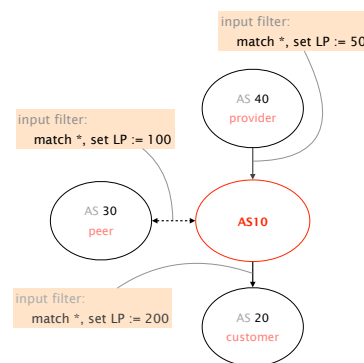 input filter:
match *, set LP := 50
AS 40
provider
input filter:
match *, set LP := 100
AS 30
peer
AS10
input filter:
match *, set LP := 200
AS 20
customer